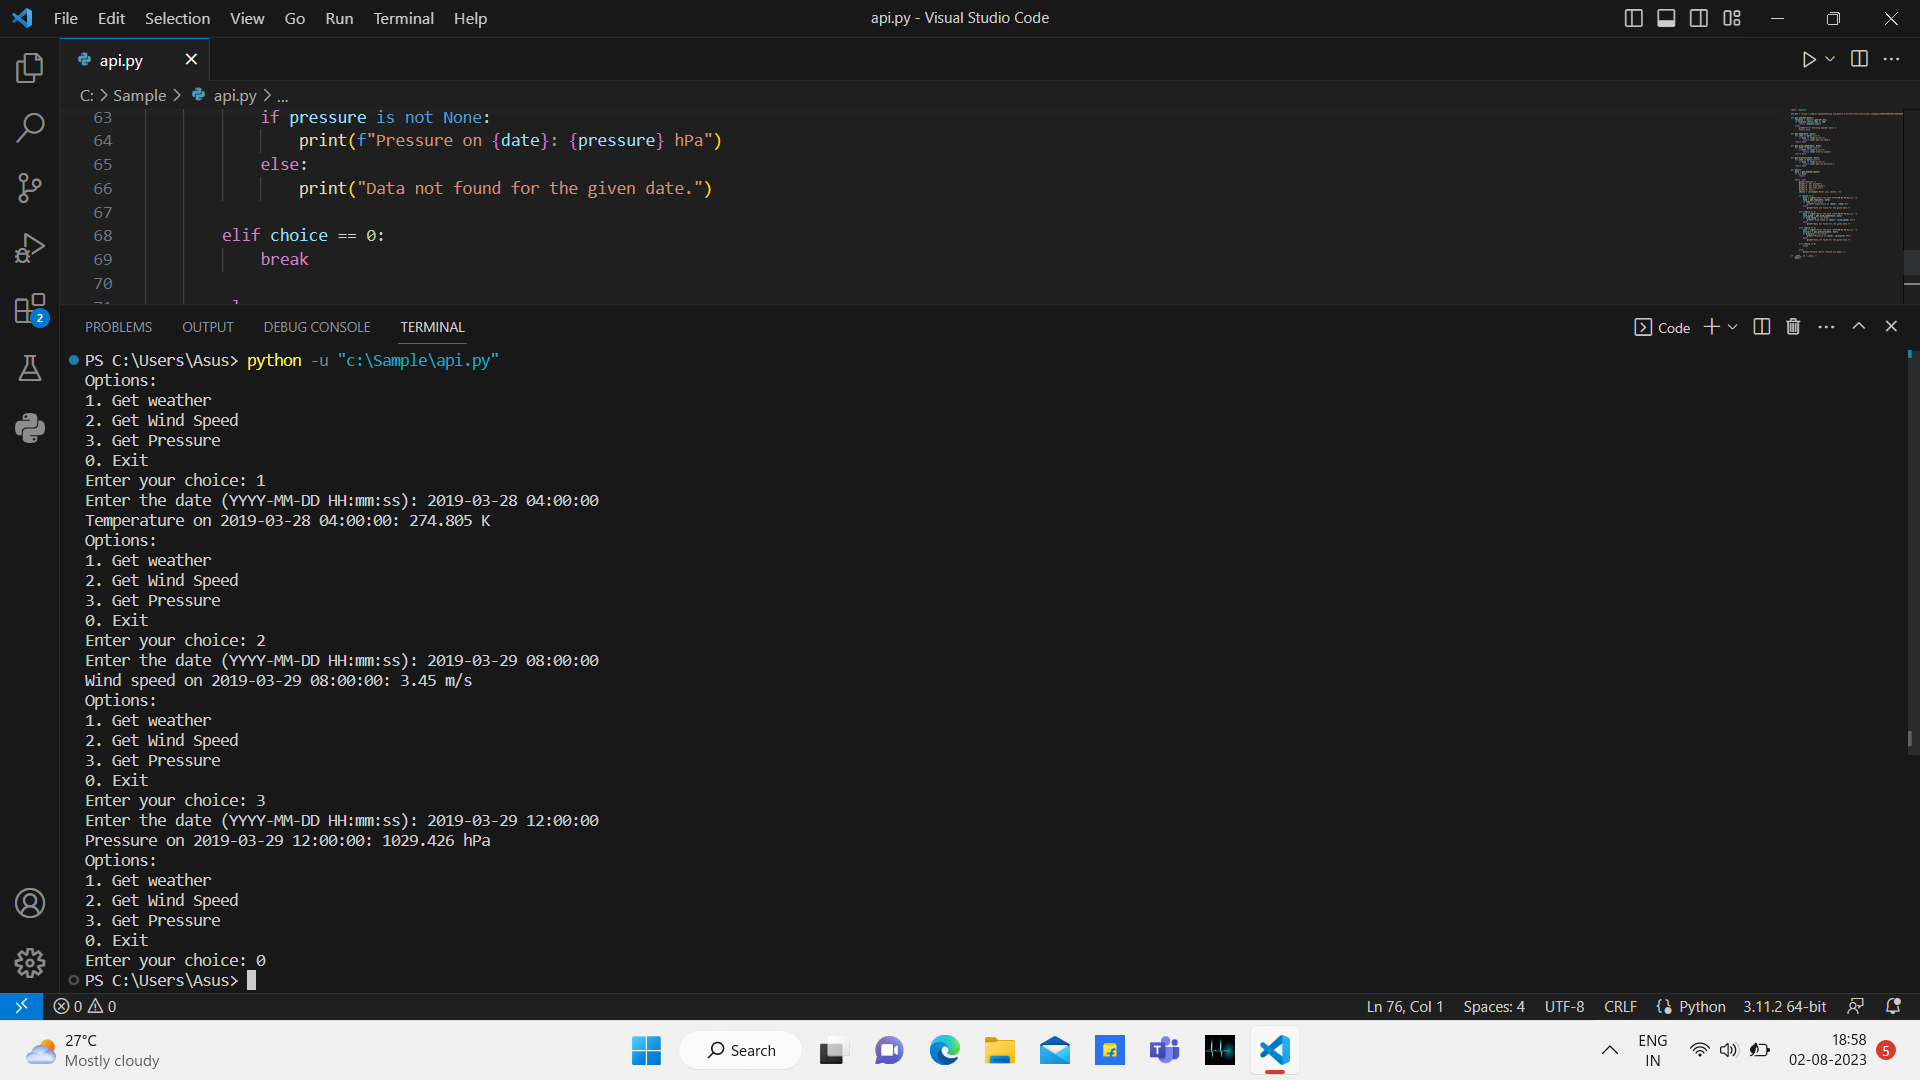 File Edit Selection View Go Run Terminal Help
api.py - Visual Studio Code
api.py
C: > Sample > api.py > ...
63 if pressure is not None:
64 print(f"Pressure on {date}: {pressure} hPa")
65 else:
66 print("Data not found for the given date.")
67
68 elif choice == 0:
69 break
70
PROBLEMS OUTPUT DEBUG CONSOLE TERMINAL
Code
2
PS C:\Users\Asus> python -u "c:\Sample\api.py"
Options:
1. Get weather
2. Get Wind Speed
3. Get Pressure
0. Exit
Enter your choice: 1
Enter the date (YYYY-MM-DD HH:mm:ss): 2019-03-28 04:00:00
Temperature on 2019-03-28 04:00:00: 274.805 K
Options:
1. Get weather
2. Get Wind Speed
3. Get Pressure
0. Exit
Enter your choice: 2
Enter the date (YYYY-MM-DD HH:mm:ss): 2019-03-29 08:00:00
Wind speed on 2019-03-29 08:00:00: 3.45 m/s
Options:
1. Get weather
2. Get Wind Speed
3. Get Pressure
0. Exit
Enter your choice: 3
Enter the date (YYYY-MM-DD HH:mm:ss): 2019-03-29 12:00:00
Pressure on 2019-03-29 12:00:00: 1029.426 hPa
Options:
1. Get weather
2. Get Wind Speed
3. Get Pressure
0. Exit
Enter your choice: 0
PS C:\Users\Asus>
0 0
Ln 76, Col 1 Spaces: 4 UTF-8 CRLF Python 3.11.2 64-bit
27°C
Mostly cloudy
Search
ENG
IN
18:58
02-08-2023
5